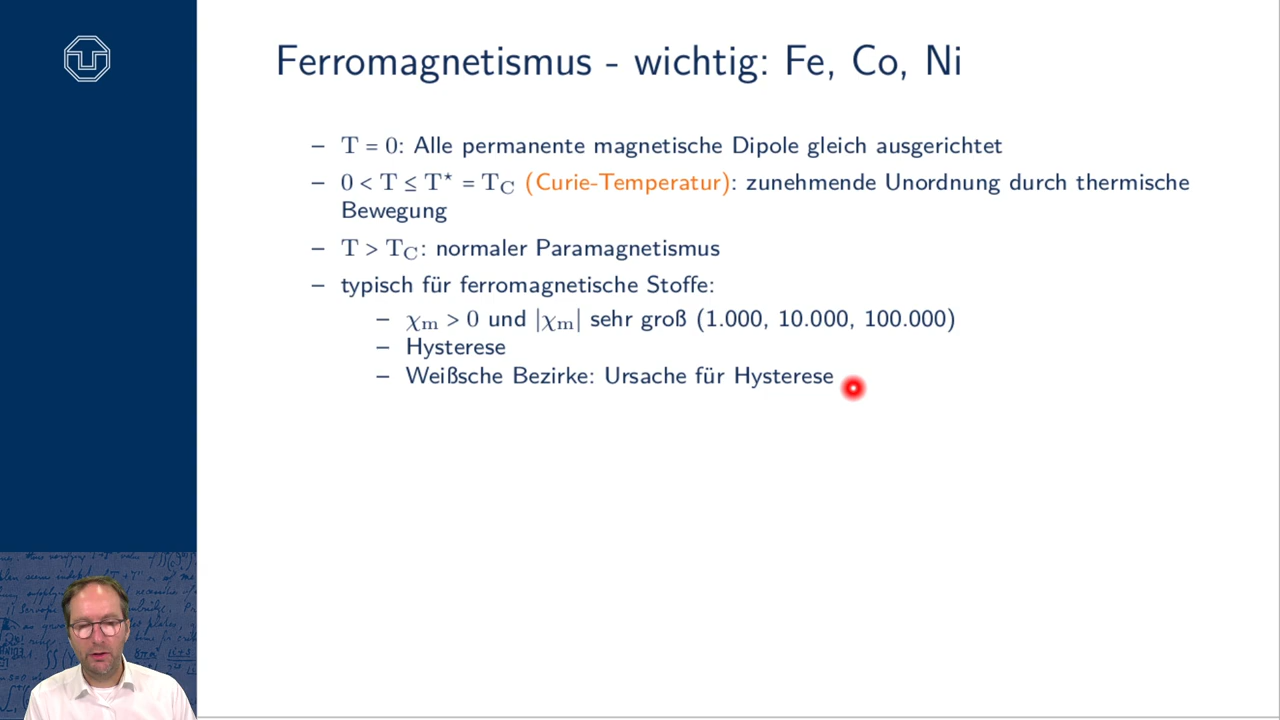 Ferromagnetismus - wichtig: Fe, Co, Ni
– T = 0: Alle permanente magnetische Dipole gleich ausgerichtet
– 0 < T ≤ T* = T_C (Curie-Temperatur): zunehmende Unordnung durch thermische
Bewegung
– T > T_C: normaler Paramagnetismus
– typisch für ferromagnetische Stoffe:
– χ_m > 0 und |χ_m| sehr groß (1.000, 10.000, 100.000)
– Hysterese
– Weißsche Bezirke: Ursache für Hysterese